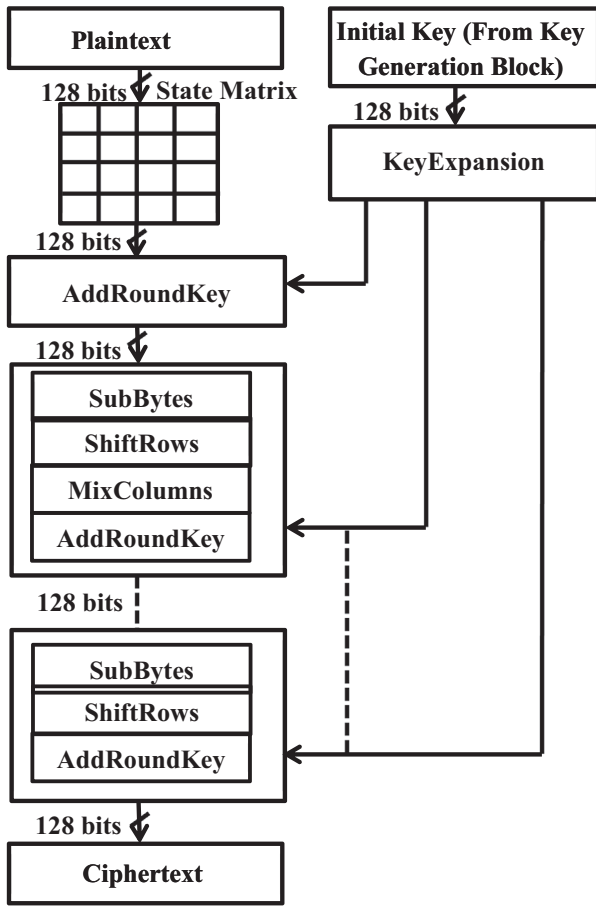 Plaintext
Initial Key (From Key
Generation Block)
128 bits
State Matrix
128 bits
KeyExpansion
128 bits
AddRoundKey
128 bits
SubBytes
ShiftRows
MixColumns
AddRoundKey
128 bits
SubBytes
ShiftRows
AddRoundKey
128 bits
Ciphertext